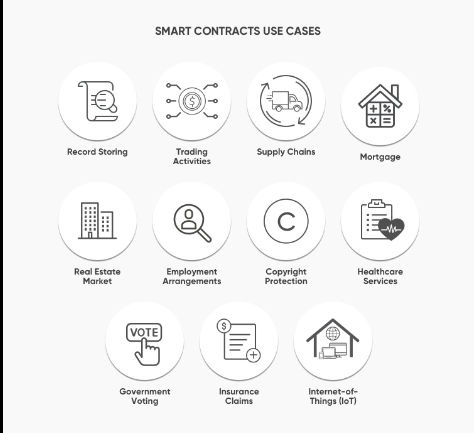 SMART CONTRACTS USE CASES
Record Storing
Trading
Activities
Supply Chains
Mortgage
Real Estate
Market
Employment
Arrangements
Copyright
Protection
Healthcare
Services
VOTE
Government
Voting
Insurance
Claims
Internet-of-
Things (IoT)
$
$
C